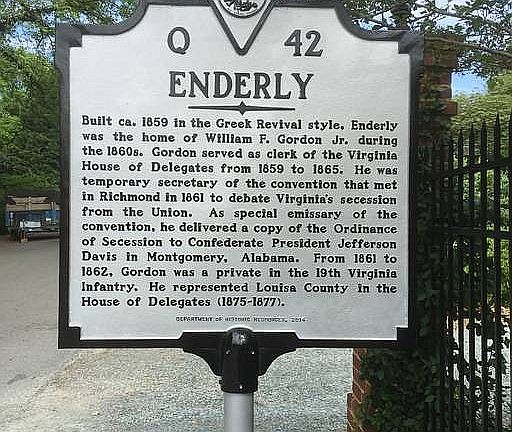 Q 42
ENDERLY
Built ca. 1859 in the Greek Revival style, Enderly
was the home of William F. Gordon Jr. during
the 1860s. Gordon served as clerk of the Virginia
House of Delegates from 1859 to 1865. He was
temporary secretary of the convention that met
in Richmond in 1861 to debate Virginia's secession
from the Union. As special emissary of the
convention, he delivered a copy of the Ordinance
of Secession to Confederate President Jefferson
Davis in Montgomery, Alabama. From 1861 to
1862, Gordon was a private in the 19th Virginia
Infantry. He represented Louisa County in the
House of Delegates (1875-1877).
DEPARTMENT OF HISTORIC RESOURCES, 2014